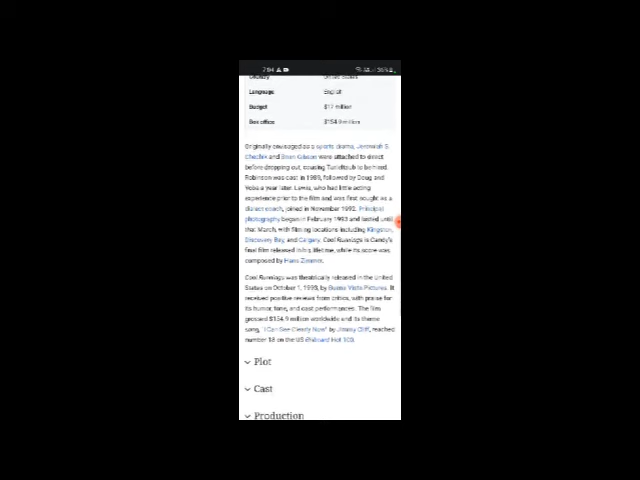 Country United States
Language English
Budget $17 million
Box office $154.9 million
Originally envisaged as a sports drama, Jeremiah S.
Chechik and Brian Gibson were attached to direct
before dropping out, causing Turteltaub to be hired.
Robinson was cast in 1989, followed by Doug and
Yoba a year later. Lewis, who had little acting
experience prior to the film and was first sought as a
dialect coach, joined in November 1992. Principal
photography began in February 1993 and lasted until
that March, with filming locations including Kingston,
Discovery Bay, and Calgary. Cool Runnings is Candy's
final film released in his lifetime, while its score was
composed by Hans Zimmer.
Cool Runnings was theatrically released in the United
States on October 1, 1993, by Buena Vista Pictures. It
received positive reviews from critics, with praise for
its humor, tone, and cast performances. The film
grossed $154.9 million worldwide and its theme
song, "I Can See Clearly Now" by Jimmy Cliff, reached
number 18 on the US Billboard Hot 100.
Plot
Cast
Production